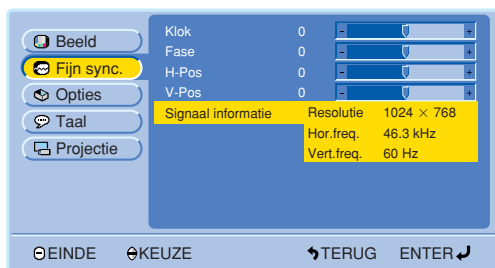 Beeld
Fijn sync.
Opties
Taal
Projectie
Klok 0 - +
Fase 0 - +
H-Pos 0 - +
V-Pos 0 - +
Signaal informatie
Resolutie 1024 × 768
Hor.freq. 46.3 kHz
Vert.freq. 60 Hz
EINDE KEUZE TERUG ENTER